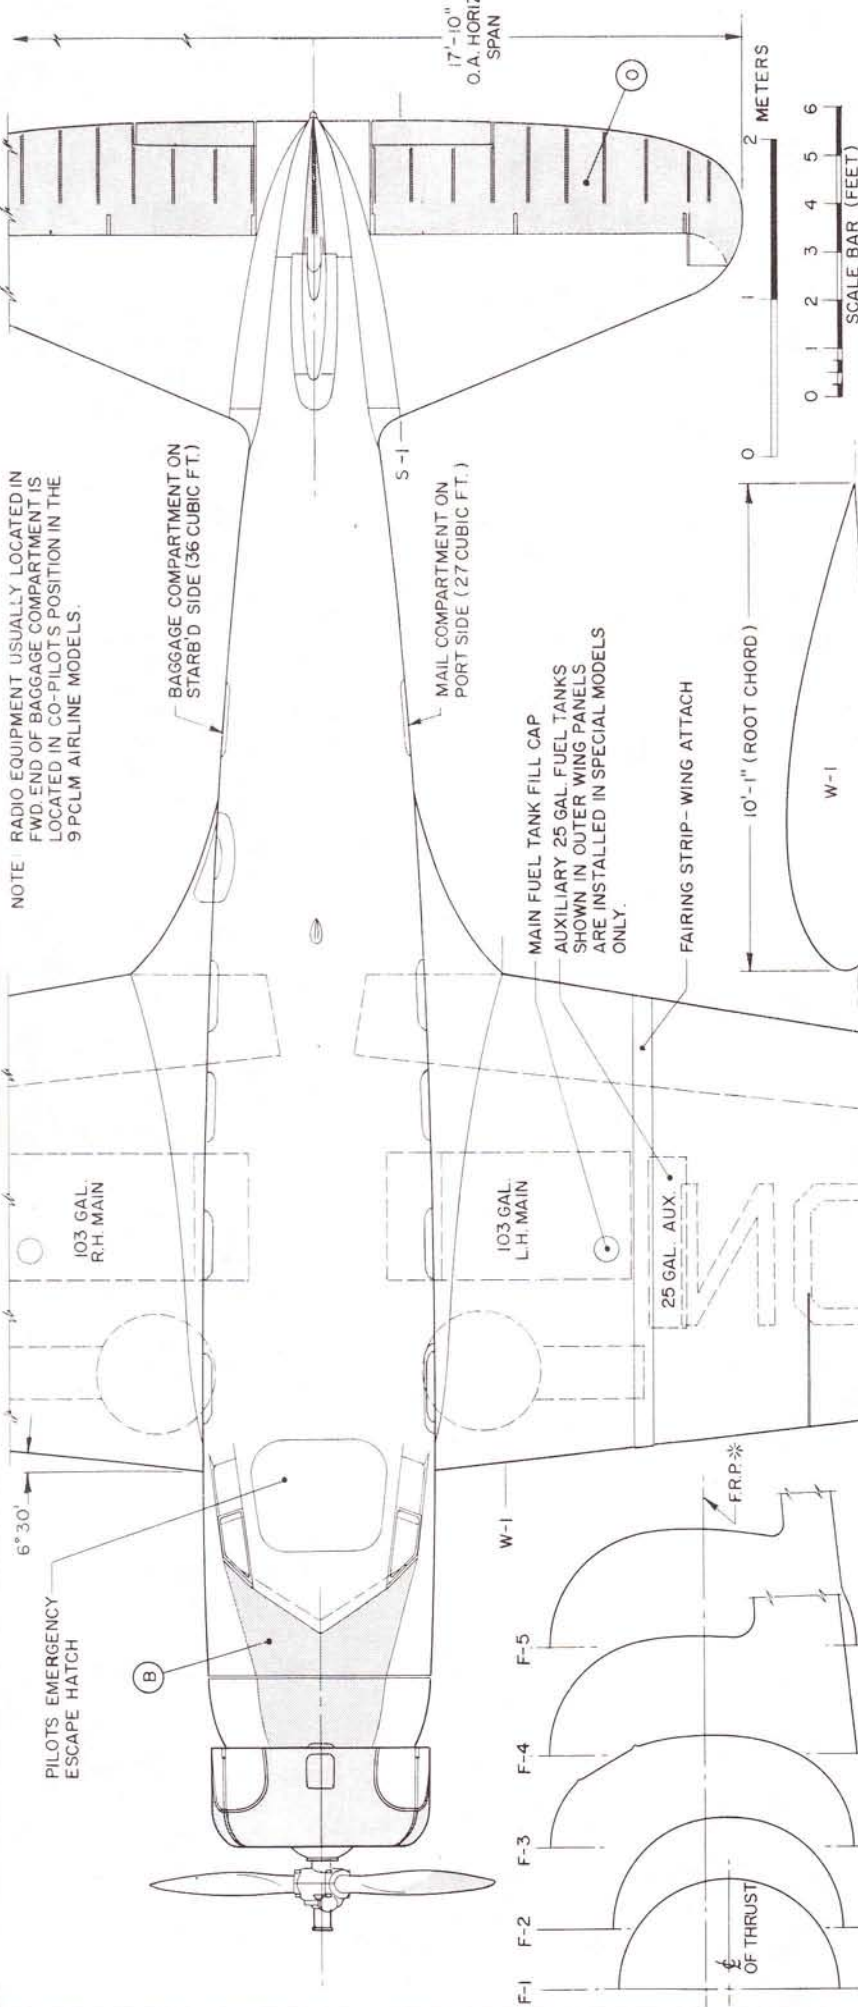 NOTE: RADIO EQUIPMENT USUALLY LOCATED IN
FWD. END OF BAGGAGE COMPARTMENT IS
LOCATED IN CO-PILOTS POSITION IN THE
9 PCLM AIRLINE MODELS.
17'-10"
O.A. HORIZ
SPAN
6° 30'
PILOTS EMERGENCY
ESCAPE HATCH
B
103 GAL.
R.H. MAIN
BAGGAGE COMPARTMENT ON
STARB'D SIDE (36 CUBIC FT.)
O
S-1
MAIL COMPARTMENT ON
PORT SIDE (27 CUBIC FT.)
103 GAL.
L.H. MAIN
MAIN FUEL TANK FILL CAP
AUXILIARY 25 GAL. FUEL TANKS
SHOWN IN OUTER WING PANELS
ARE INSTALLED IN SPECIAL MODELS
ONLY.
25 GAL. AUX.
N
FAIRING STRIP-WING ATTACH
W-1
10'-1" (ROOT CHORD)
W-1
0 1 2 METERS
0 1 2 3 4 5 6
SCALE BAR (FEET)
F-1 F-2 F-3 F-4 F-5
F.R.P.※
℄
OF THRUST